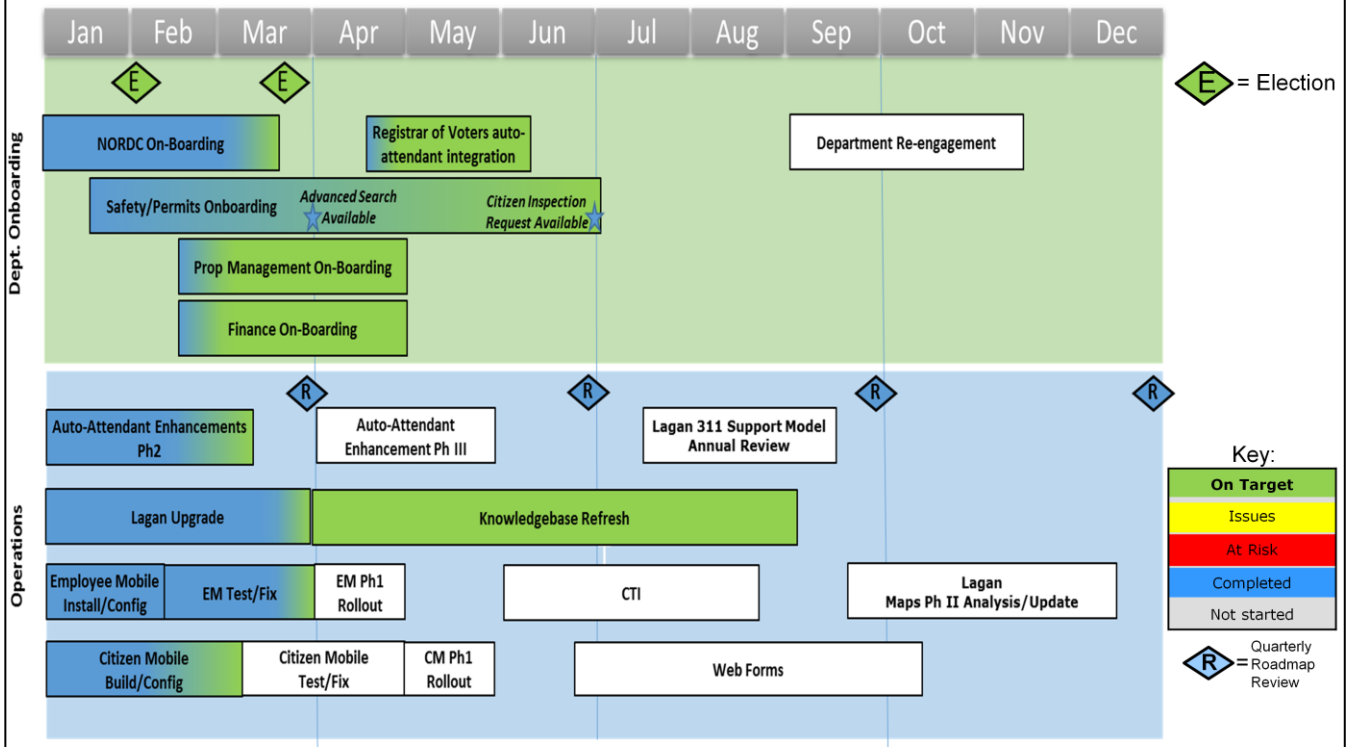 Jan Feb Mar Apr May Jun Jul Aug Sep Oct Nov Dec
E E
E = Election
Dept. Onboarding
NORDC On-Boarding
Registrar of Voters auto-
attendant integration
Department Re-engagement
Safety/Permits Onboarding
Advanced Search
Available
Citizen Inspection
Request Available
Prop Management On-Boarding
Finance On-Boarding
R R R R
Operations
Auto-Attendant Enhancements
Ph2
Auto-Attendant
Enhancement Ph III
Lagan 311 Support Model
Annual Review
Lagan Upgrade
Knowledgebase Refresh
Employee Mobile
Install/Config
EM Test/Fix
EM Ph1
Rollout
CTI
Lagan
Maps Ph II Analysis/Update
Citizen Mobile
Build/Config
Citizen Mobile
Test/Fix
CM Ph1
Rollout
Web Forms
Key:
On Target
Issues
At Risk
Completed
Not started
R = Quarterly
Roadmap
Review